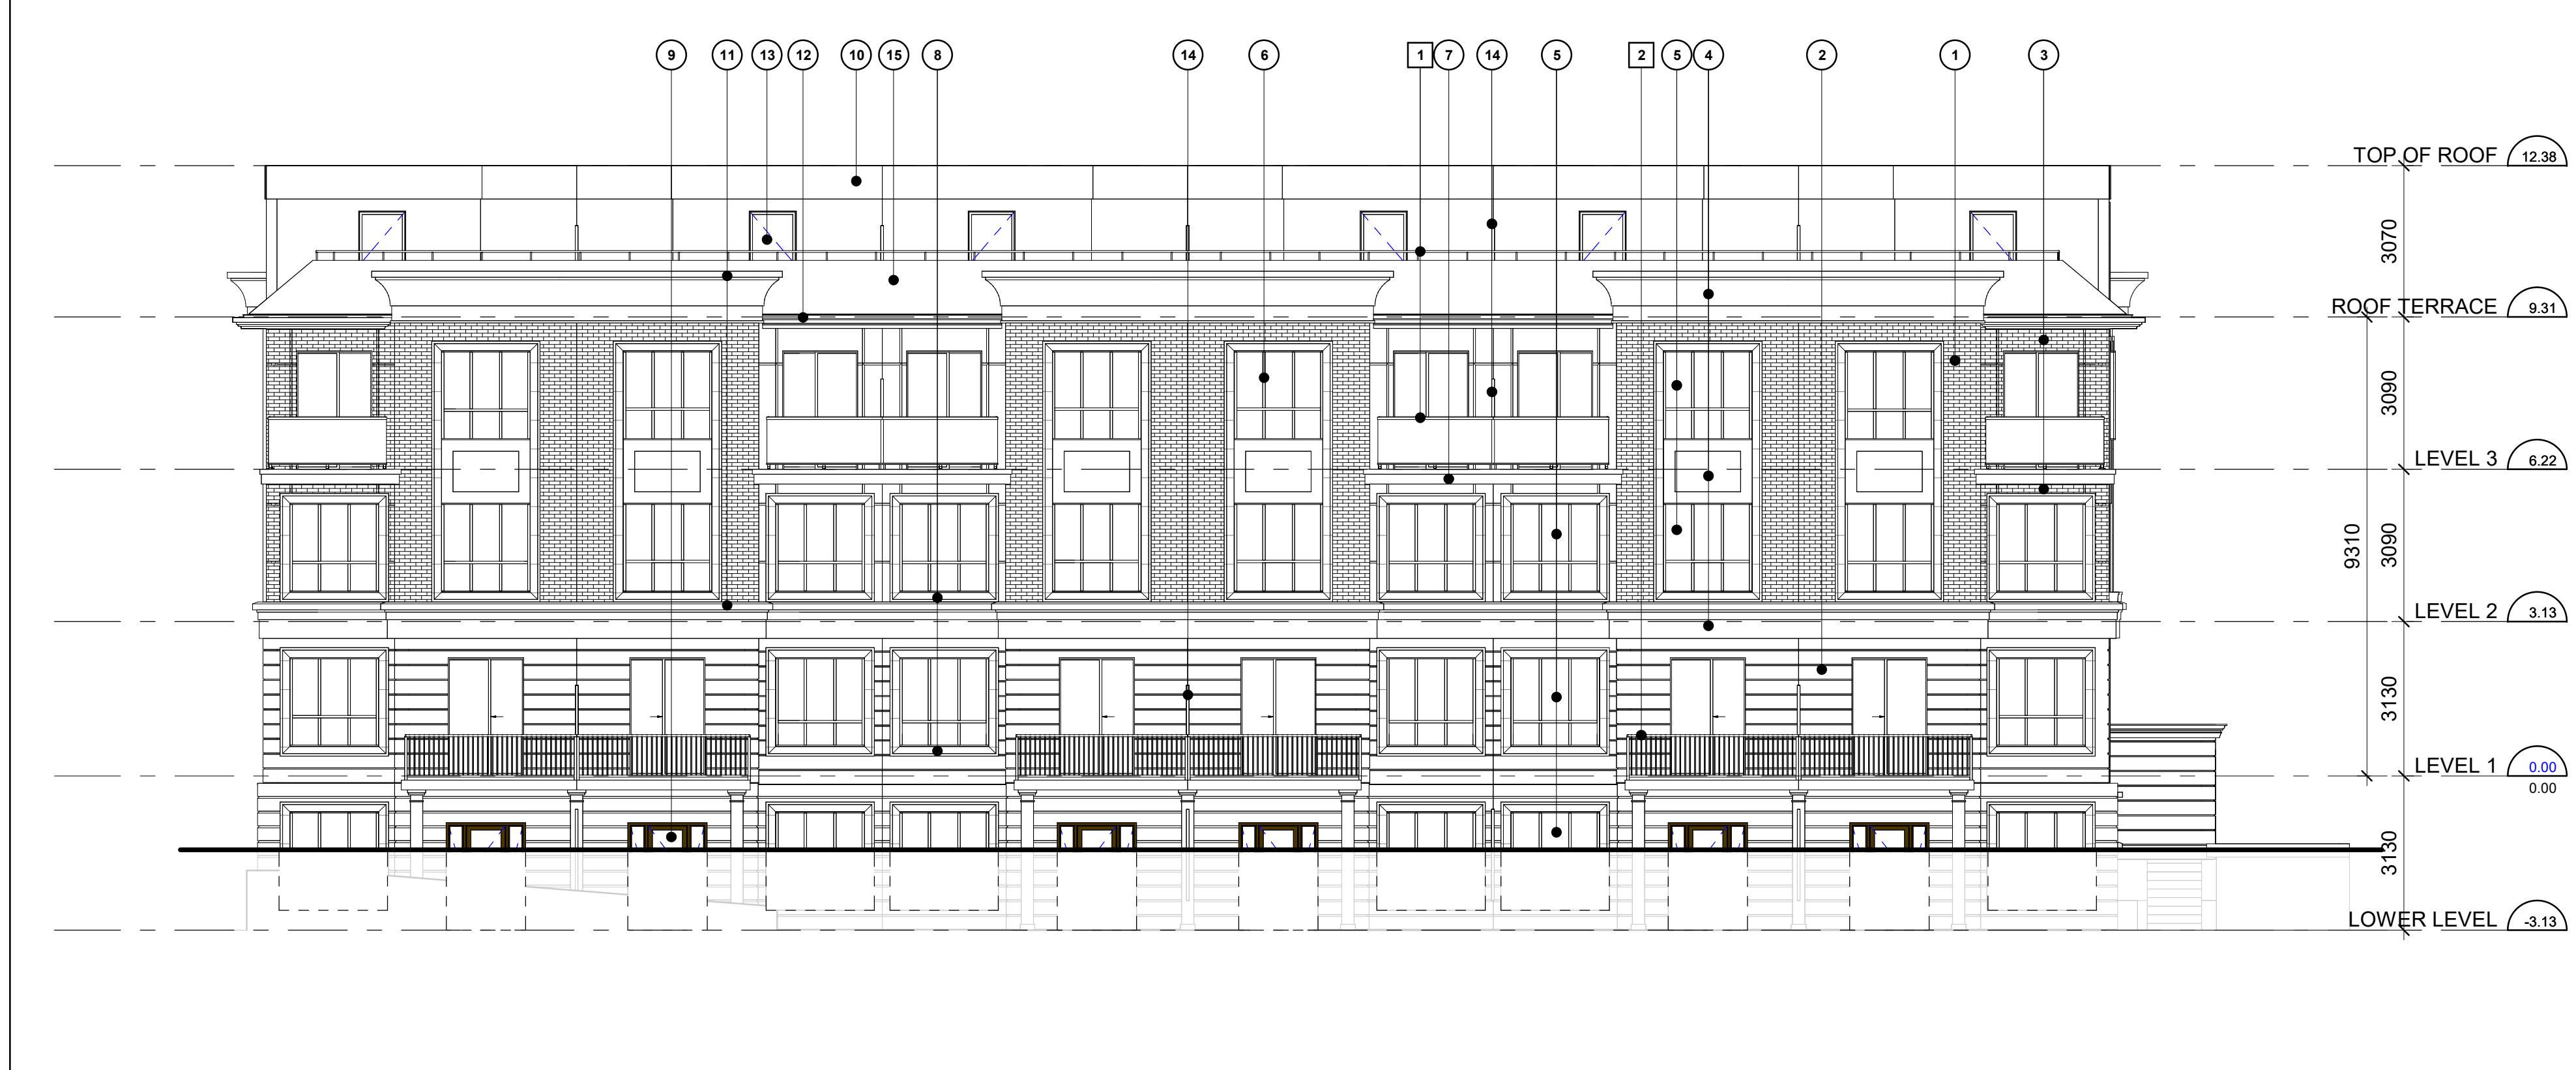 9 11 13 12 10 15 8 14 6 1 7 14 5 2 5 4 2 1 3
TOP OF ROOF 12.38
3070
ROOF TERRACE 9.31
3090
LEVEL 3 6.22
9310 3090
LEVEL 2 3.13
3130
LEVEL 1 0.00
0.00
3130
LOWER LEVEL -3.13